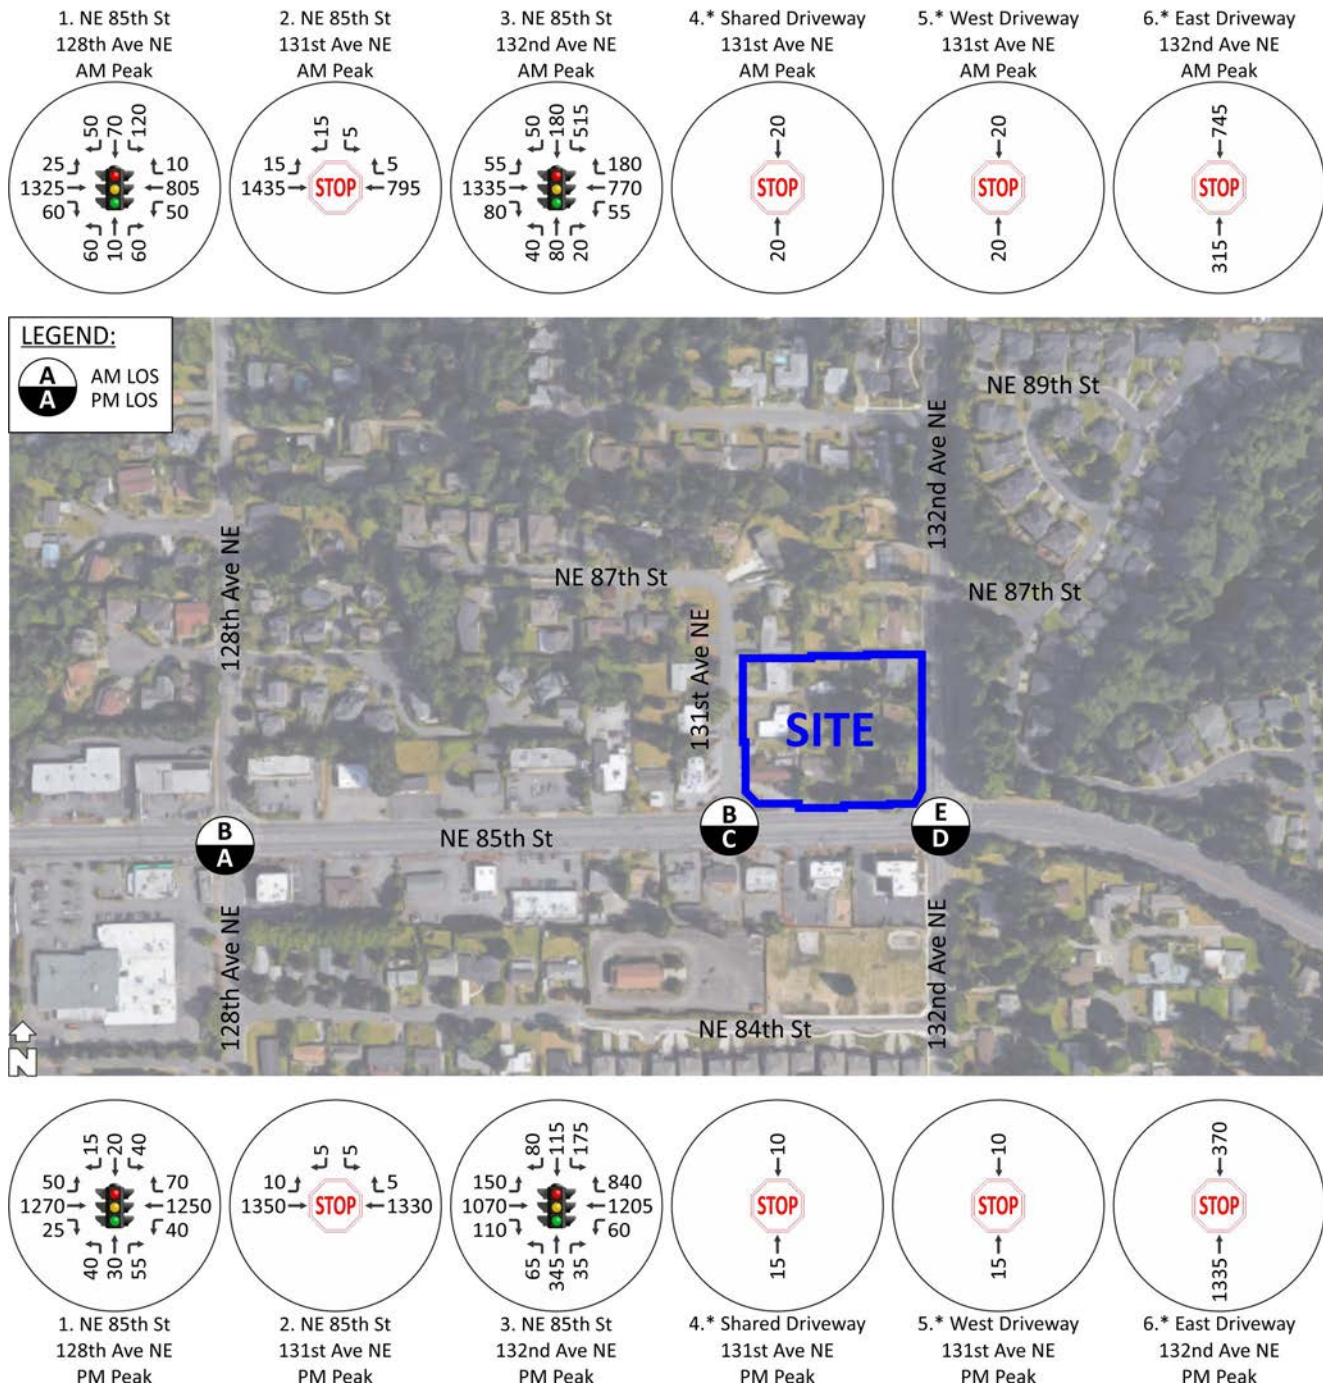 1. NE 85th St
128th Ave NE
AM Peak
2. NE 85th St
131st Ave NE
AM Peak
3. NE 85th St
132nd Ave NE
AM Peak
4.* Shared Driveway
131st Ave NE
AM Peak
5.* West Driveway
131st Ave NE
AM Peak
6.* East Driveway
132nd Ave NE
AM Peak
50 70 120
25 10
1325 805
60 50
60 10 60
15 5
15 5
1435 STOP 795
50 180 515
55 180
1335 770
80 55
40 80 20
20
STOP
20
20
STOP
20
745
STOP
315
LEGEND:
A AM LOS
A PM LOS
NE 89th St
132nd Ave NE
128th Ave NE
NE 87th St
NE 87th St
131st Ave NE
SITE
B
A
NE 85th St
B
C
E
D
128th Ave NE
132nd Ave NE
NE 84th St
N
15 20 40
50 70
1270 1250
25 40
40 30 55
5 5
10 5
1350 STOP 1330
80 115 175
150 840
1070 1205
110 60
65 345 35
10
STOP
15
10
STOP
15
370
STOP
1335
1. NE 85th St
128th Ave NE
PM Peak
2. NE 85th St
131st Ave NE
PM Peak
3. NE 85th St
132nd Ave NE
PM Peak
4.* Shared Driveway
131st Ave NE
PM Peak
5.* West Driveway
131st Ave NE
PM Peak
6.* East Driveway
132nd Ave NE
PM Peak